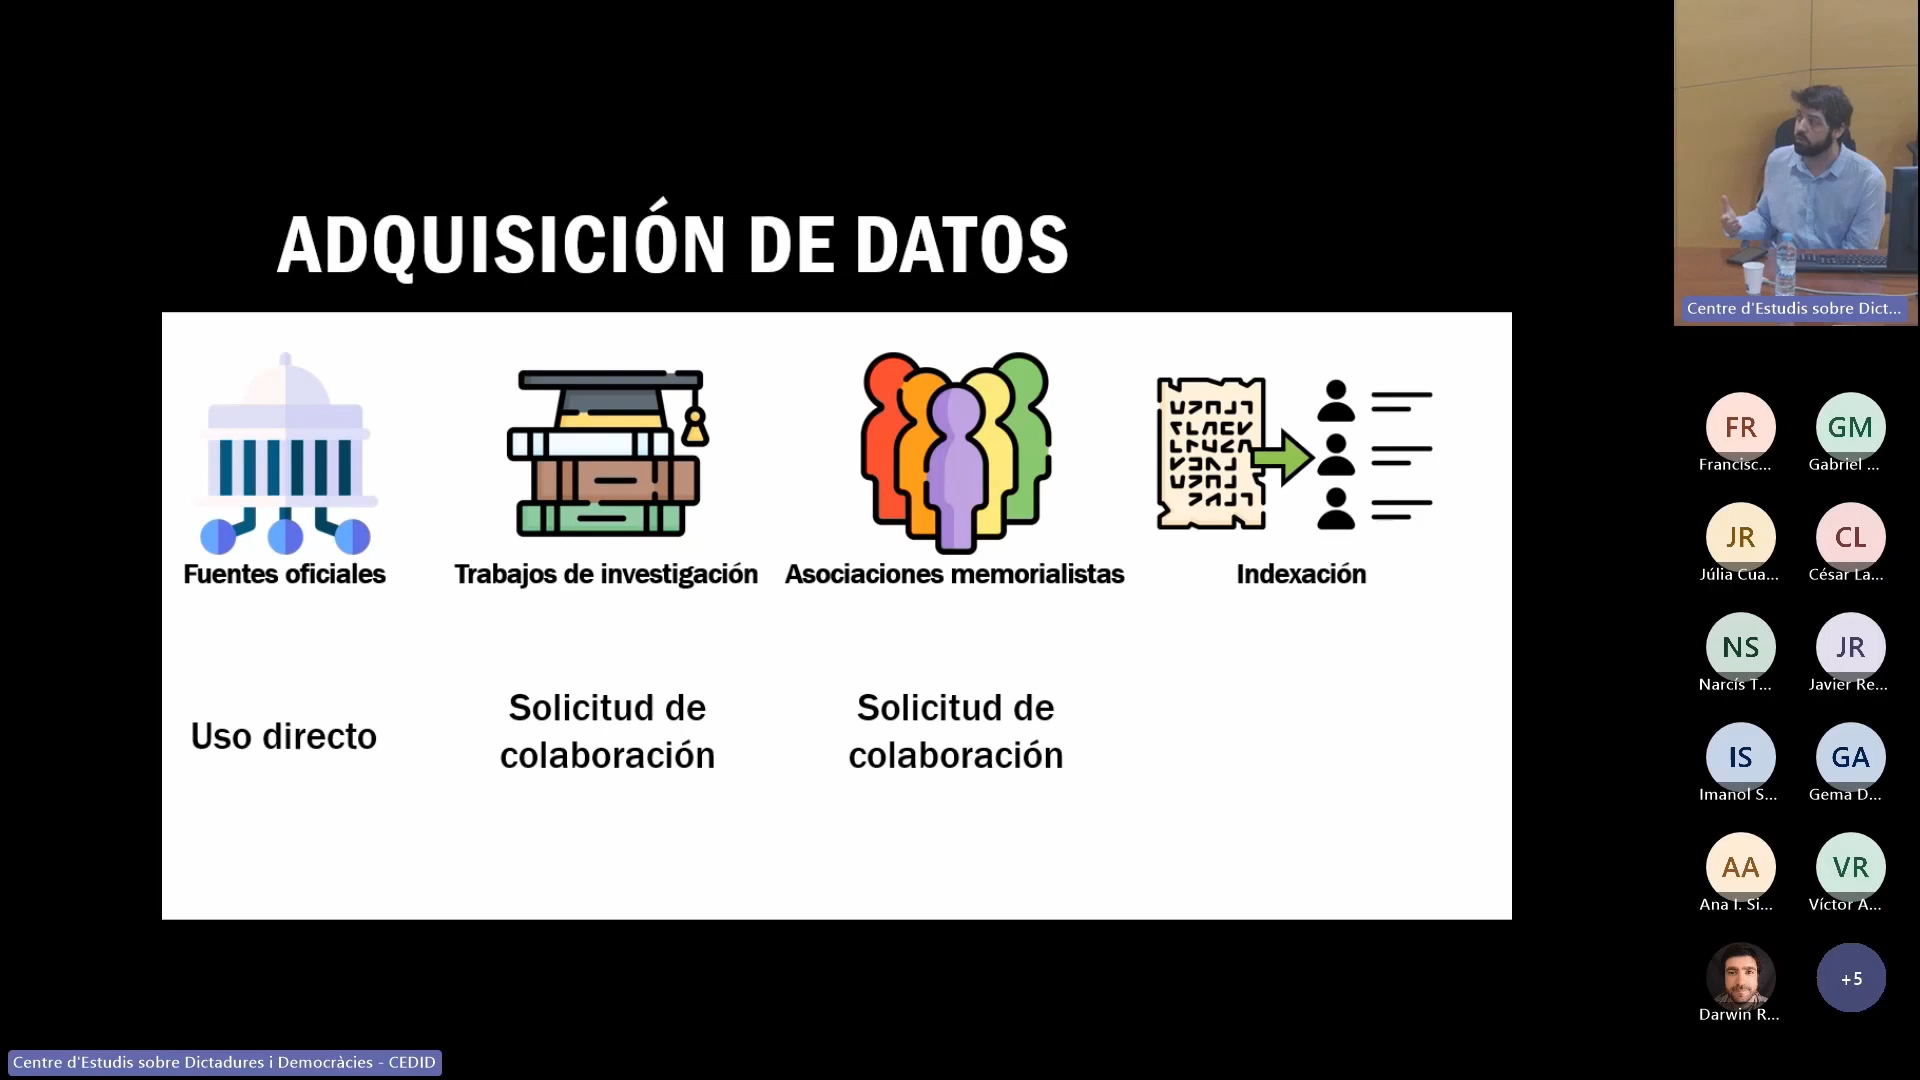 ADQUISICIÓN DE DATOS
Fuentes oficiales
Trabajos de investigación
Asociaciones memorialistas
Indexación
Uso directo
Solicitud de
colaboración
Solicitud de
colaboración
Centre d'Estudis sobre Dict...
FR
Francisc...
GM
Gabriel ...
JR
Júlia Cua...
CL
César La...
NS
Narcís T...
JR
Javier Re...
IS
Imanol S...
GA
Gema D...
AA
Ana I. Si...
VR
Víctor A...
Darwin R...
+5
Centre d'Estudis sobre Dictadures i Democràcies - CEDID